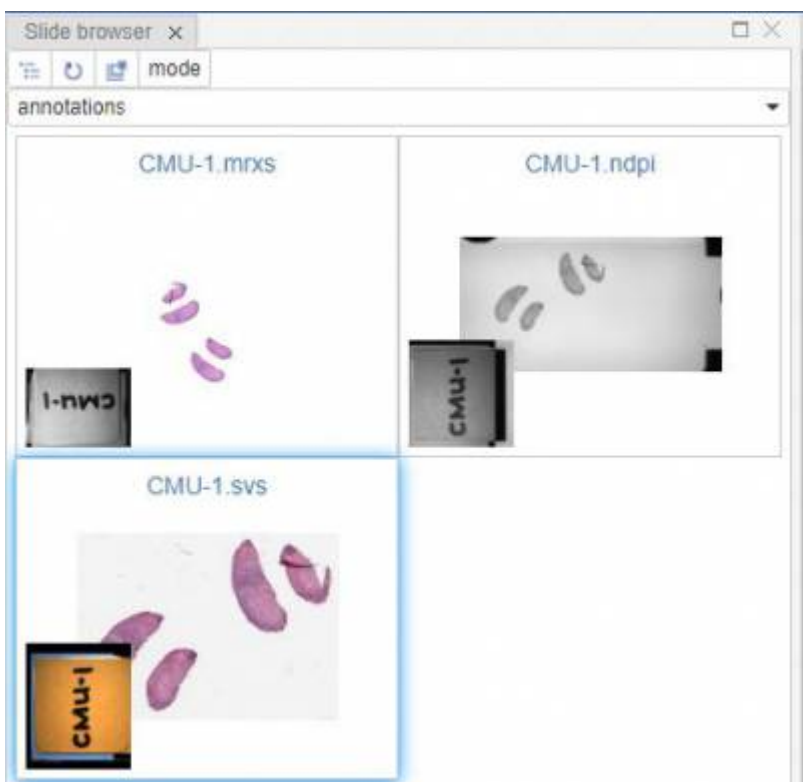 Slide browser
mode
annotations
CMU-1.mrxs
CMU-1.ndpi
CMU-1
CMU-1
CMU-1.svs
CMU-1